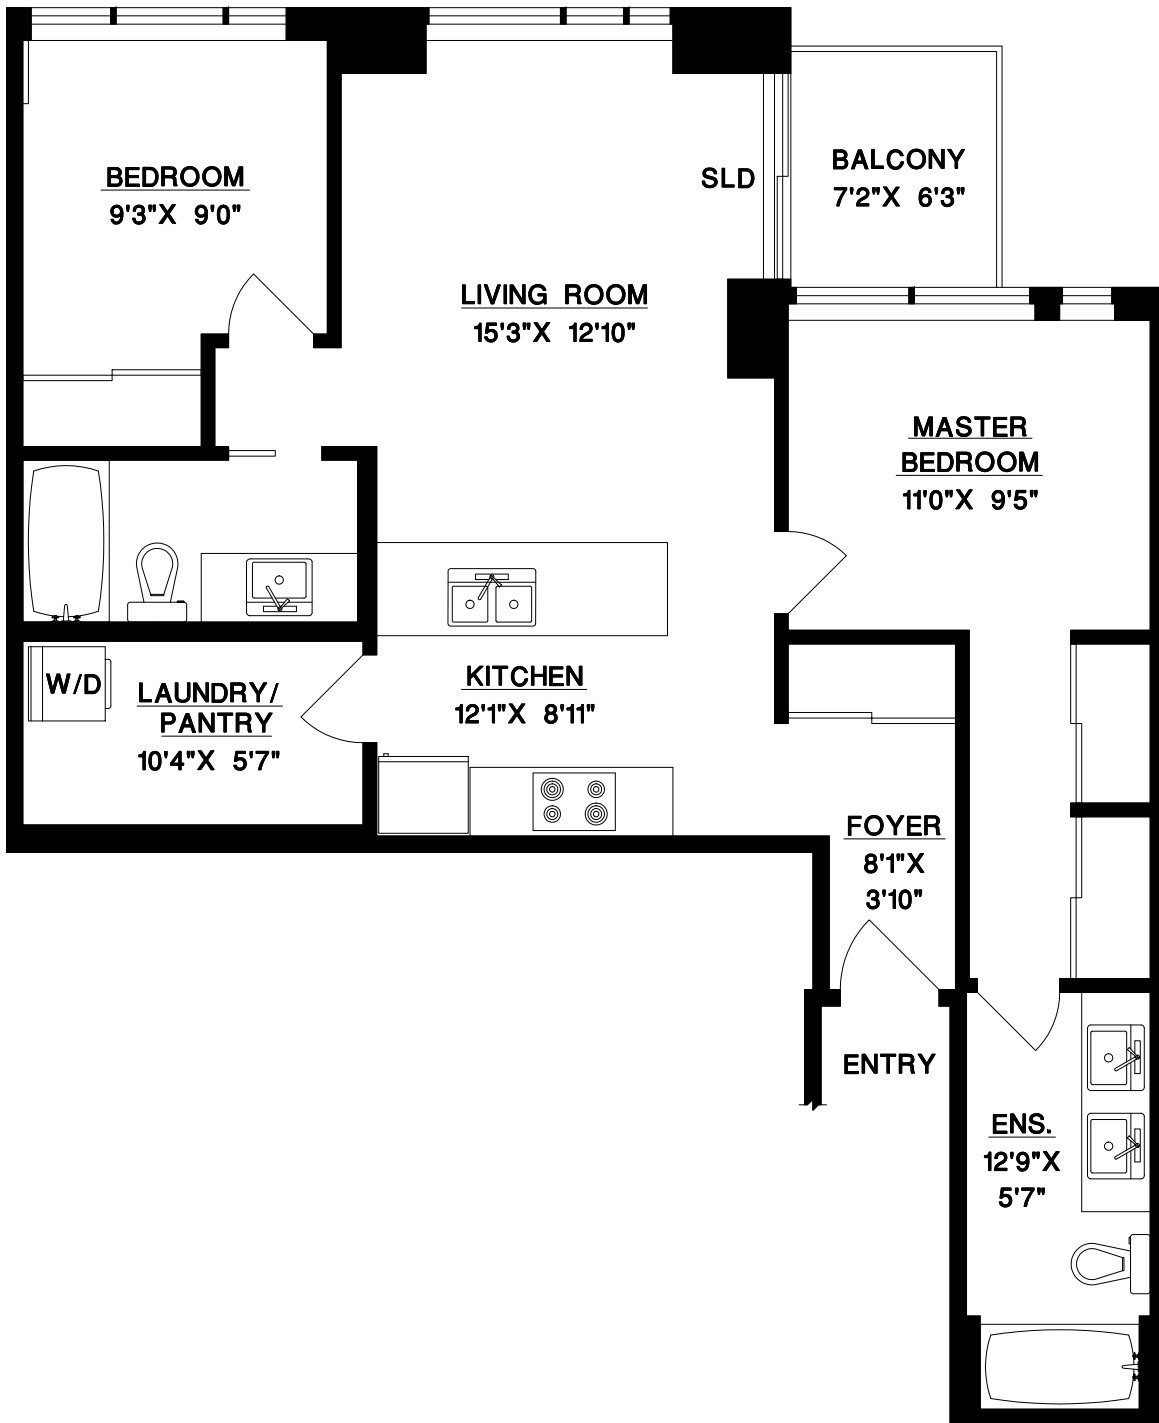 BEDROOM
9'3"X 9'0"
SLD
BALCONY
7'2"X 6'3"
LIVING ROOM
15'3"X 12'10"
MASTER
BEDROOM
11'0"X 9'5"
W/D
LAUNDRY/
PANTRY
10'4"X 5'7"
KITCHEN
12'1"X 8'11"
FOYER
8'1"X
3'10"
ENTRY
ENS.
12'9"X
5'7"